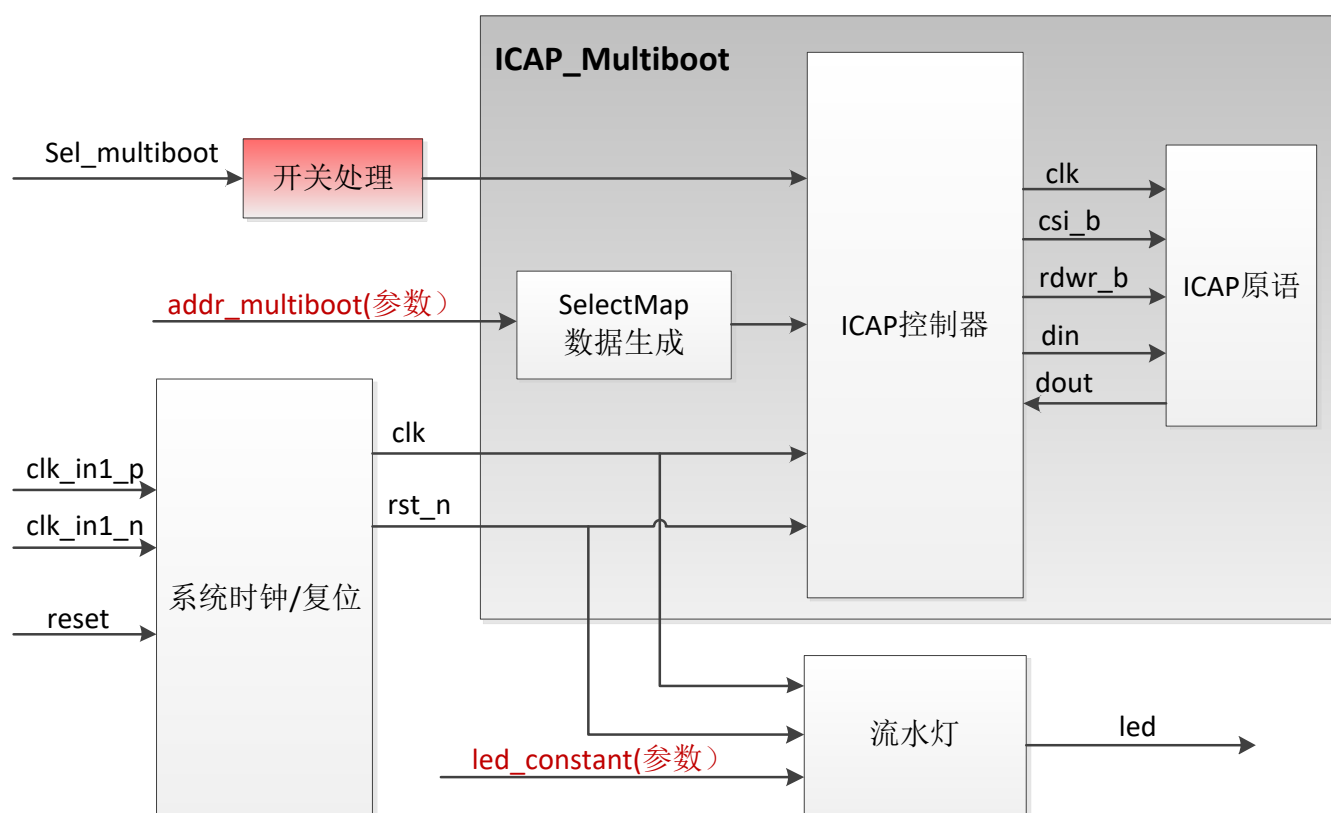 ICAP_Multiboot
Sel_multiboot
开关处理
clk
csi_b
rdwr_b
din
dout
ICAP控制器
ICAP原语
addr_multiboot(参数）
SelectMap
数据生成
clk
rst_n
clk_in1_p
clk_in1_n
reset
系统时钟/复位
流水灯
led
led_constant(参数）